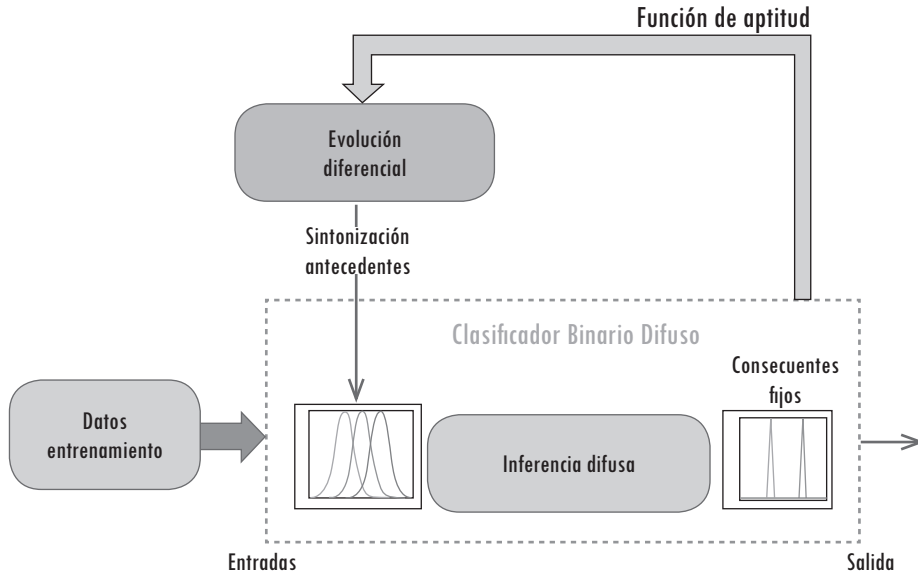 Función de aptitud
Evolución
diferencial
Sintonización
antecedentes
Clasificador Binario Difuso
Consecuentes
fijos
Datos
entrenamiento
Inferencia difusa
Entradas
Salida